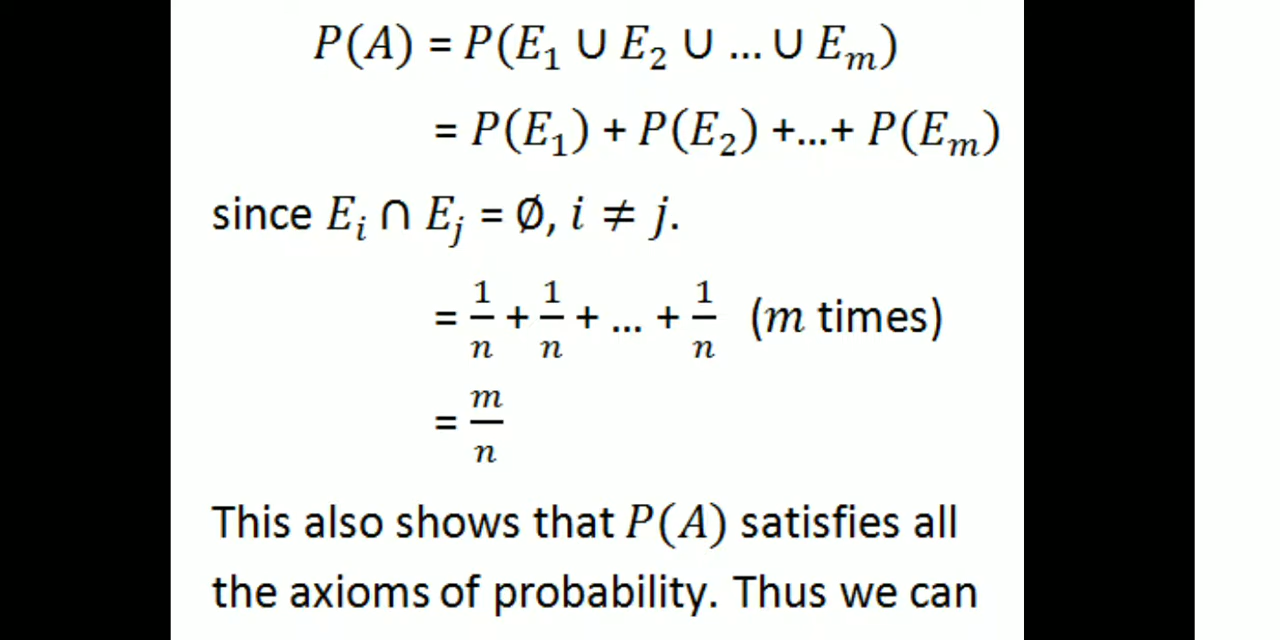 P(A) = P(E₁ ∪ E₂ ∪ ... ∪ Eₘ)
= P(E₁) + P(E₂) +...+ P(Eₘ)
since Eᵢ ∩ Eⱼ = Ø, i ≠ j.
= 1/n + 1/n + ... + 1/n (m times)
= m/n
This also shows that P(A) satisfies all
the axioms of probability. Thus we can